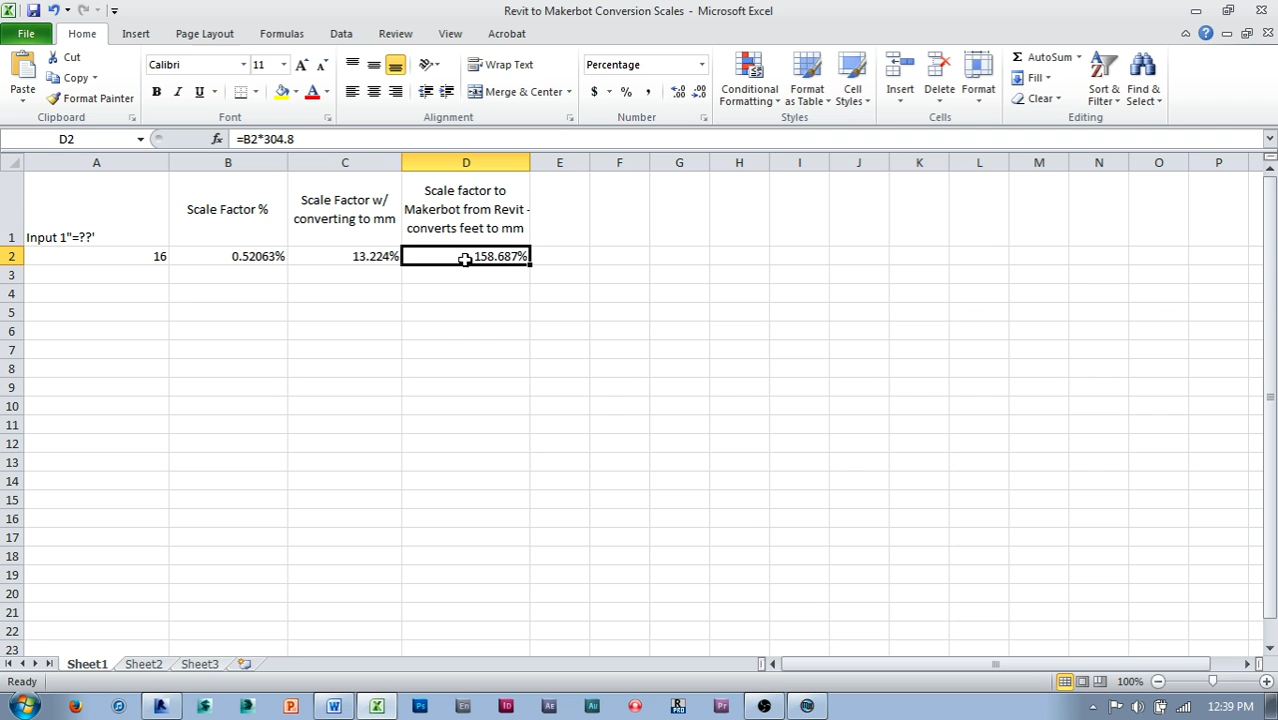 Revit to Makerbot Conversion Scales - Microsoft Excel
File Home Insert Page Layout Formulas Data Review View Acrobat
Paste
Cut
Copy
Format Painter
Clipboard
Calibri 11
B I U
Font
Wrap Text
Merge & Center
Alignment
Percentage
$ % ,
Number
Conditional Formatting
Format as Table
Cell Styles
Styles
Insert Delete Format
Cells
AutoSum
Fill
Clear
Sort & Filter
Find & Select
Editing
D2 fx =B2*304.8
A B C D E F G H I J K L M N O P
1 Input 1"=??' Scale Factor % Scale Factor w/ converting to mm Scale factor to Makerbot from Revit - converts feet to mm
2 16 0.52063% 13.224% 158.687%
3
4
5
6
7
8
9
10
11
12
13
14
15
16
17
18
19
20
21
22
23
Sheet1 Sheet2 Sheet3
Ready 100%
12:39 PM